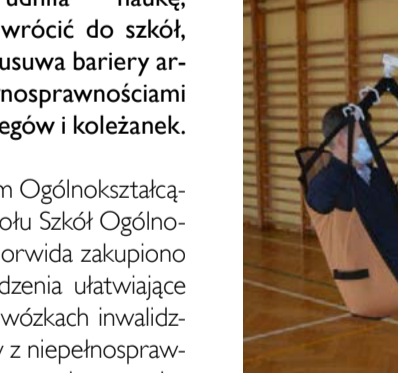 naukę,
wrócić do szkół,
usuwa bariery ar-
nosprawnościami
egów i koleżanek.
m Ogólnokształcą-
ołu Szkół Ogólno-
orwida zakupiono
dzenia ułatwiające
wózkach inwalidz-
z niepełnospraw-